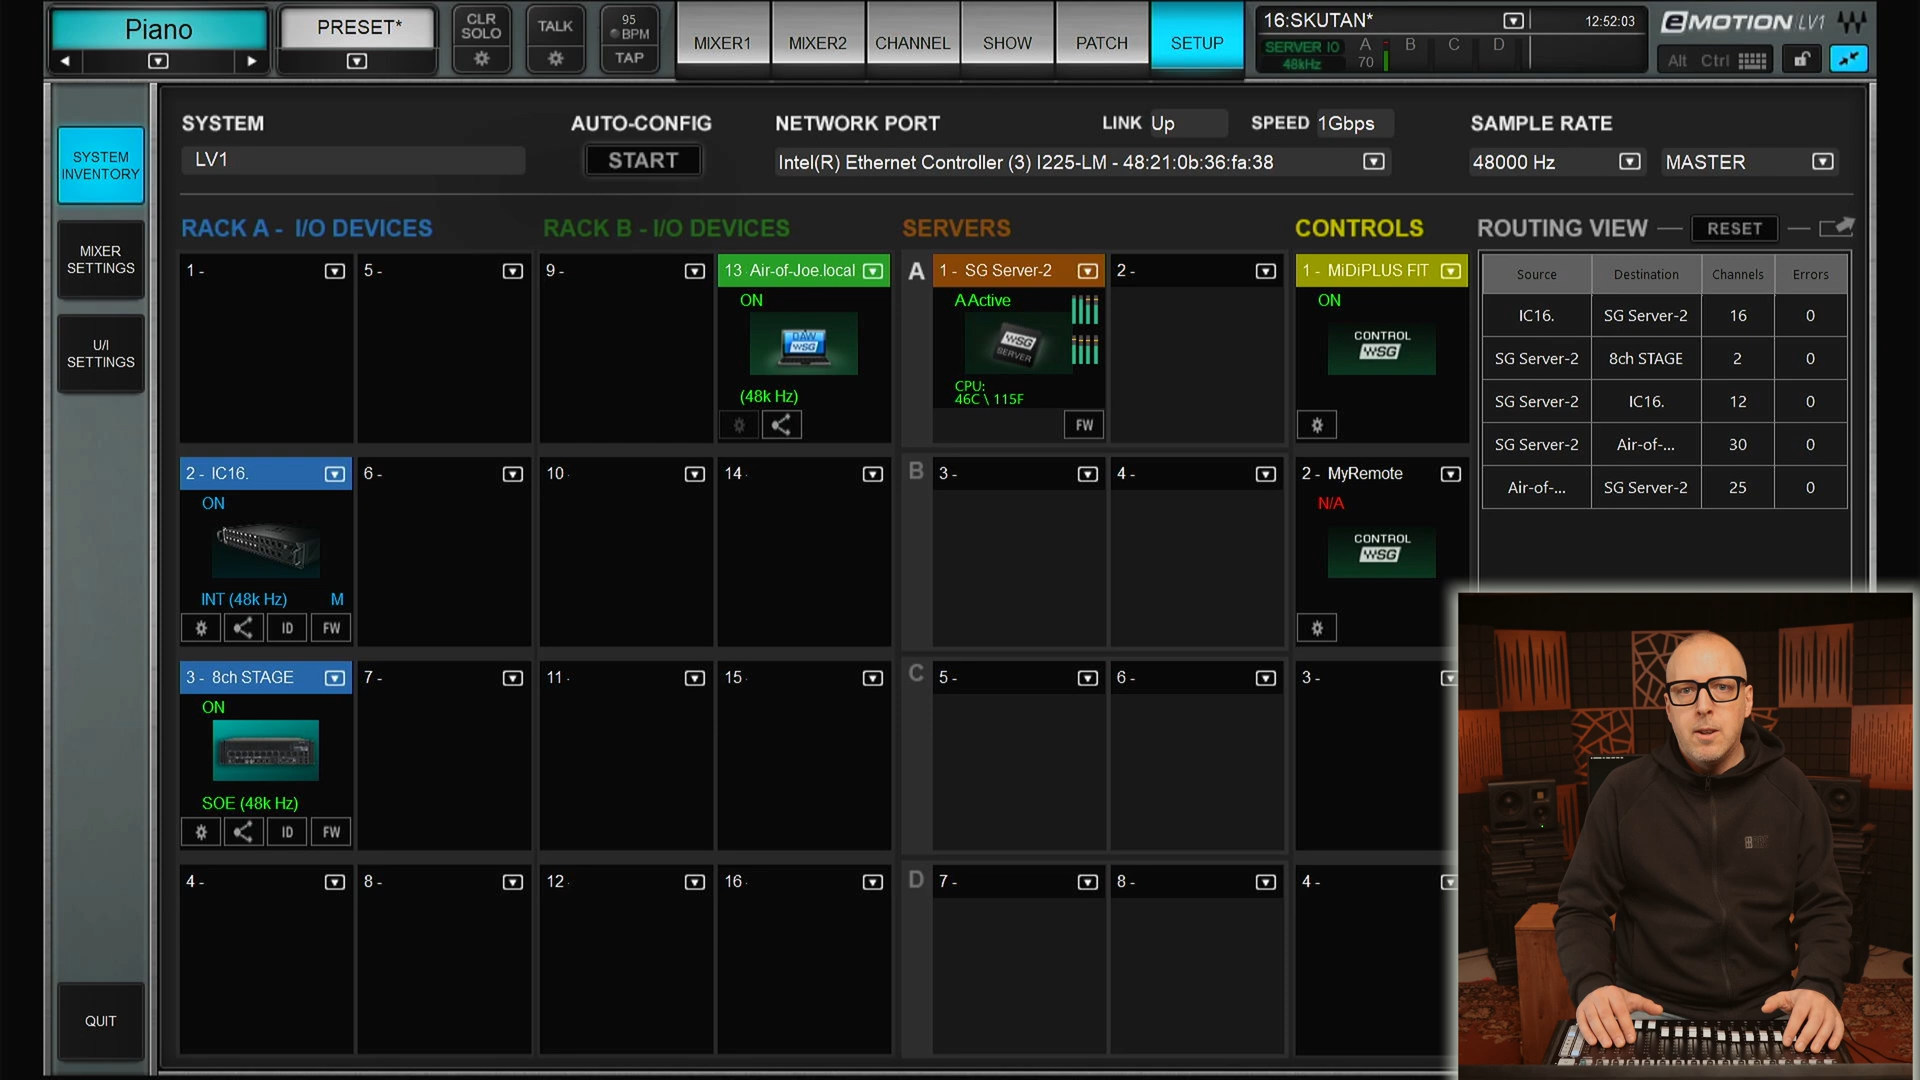 Piano
PRESET*
CLR
SOLO
TALK
95
BPM
TAP
MIXER1
MIXER2
CHANNEL
SHOW
PATCH
SETUP
16:SKUTAN*
12:52:03
SERVER IO
48kHz
A
70
B
C
D
eMOTION LV1
Alt
Ctrl
SYSTEM
LV1
AUTO-CONFIG
START
NETWORK PORT
LINK Up
SPEED 1Gbps
Intel(R) Ethernet Controller (3) I225-LM - 48:21:0b:36:fa:38
SAMPLE RATE
48000 Hz
MASTER
SYSTEM
INVENTORY
MIXER
SETTINGS
U/I
SETTINGS
QUIT
RACK A - I/O DEVICES
RACK B - I/O DEVICES
SERVERS
CONTROLS
ROUTING VIEW
RESET
1 -
5 -
9 -
13 Air-of-Joe.local
ON
DAW
WSG
(48k Hz)
A
1 - SG Server-2
A Active
WSG
SERVER
CPU:
46C \ 115F
FW
2 -
1 - MiDiPLUS FIT
ON
CONTROL
WSG
Source Destination Channels Errors
IC16. SG Server-2 16 0
SG Server-2 8ch STAGE 2 0
SG Server-2 IC16. 12 0
SG Server-2 Air-of-... 30 0
Air-of-... SG Server-2 25 0
2 - IC16.
ON
INT (48k Hz) M
ID
FW
6 -
10
14
B
3 -
4 -
2 - MyRemote
N/A
CONTROL
WSG
3 - 8ch STAGE
ON
SOE (48k Hz)
ID
FW
7 -
11
15
C
5 -
6 -
3 -
4 -
8 -
12
16
D
7 -
8 -
4 -